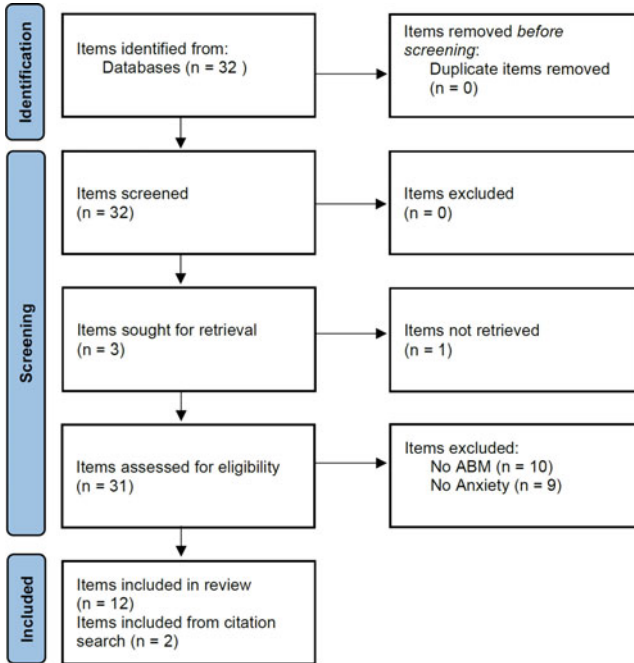 Identification
Items identified from:
Databases (n = 32 )
Items removed before
screening:
Duplicate items removed
(n = 0)
Screening
Items screened
(n = 32)
Items excluded
(n = 0)
Items sought for retrieval
(n = 3)
Items not retrieved
(n = 1)
Items assessed for eligibility
(n = 31)
Items excluded:
No ABM (n = 10)
No Anxiety (n = 9)
Included
Items included in review
(n = 12)
Items included from citation
search (n = 2)